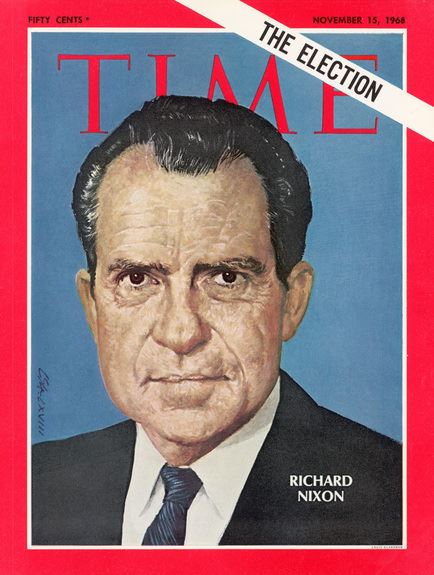 FIFTY CENTS *
NOVEMBER 15, 1968
THE ELECTION
TIME
RICHARD
NIXON